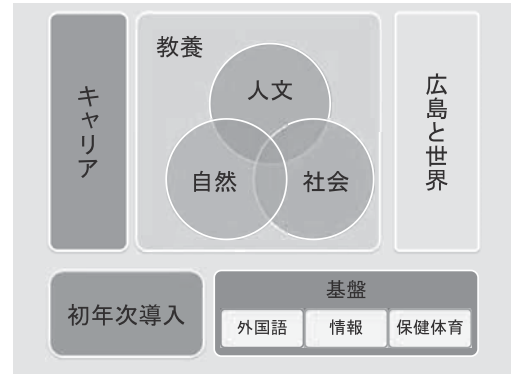 キャリア
教養
人文
自然
社会
広島と世界
初年次導入
基盤
外国語
情報
保健体育